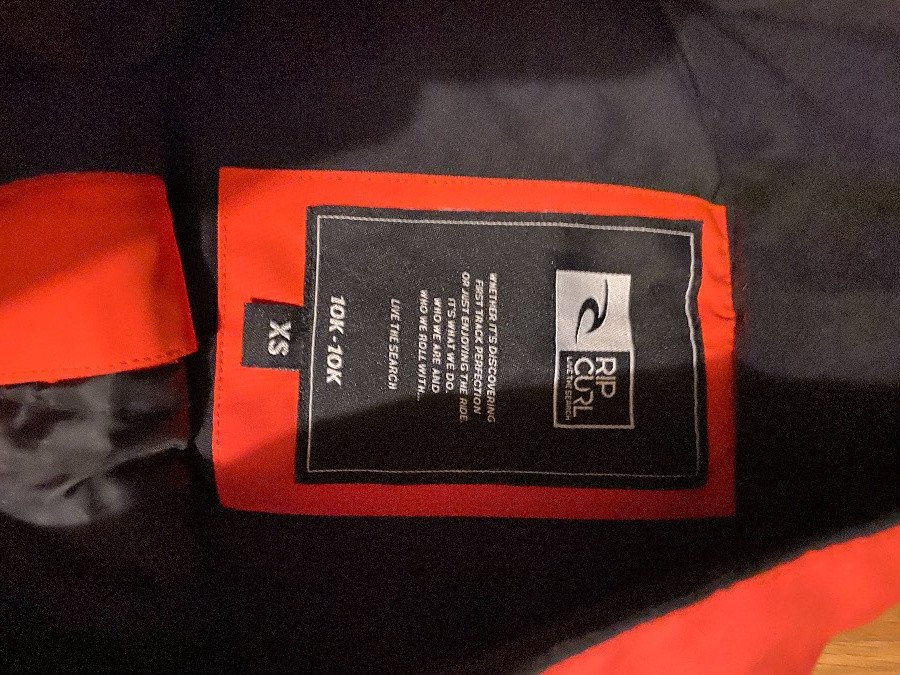 RIP
CURL
LIVE THE SEARCH
WHETHER IT'S DISCOVERING
FIRST TRACK PERFECTION
OR JUST ENJOYING THE RIDE.
IT'S WHAT WE DO.
WHO WE ARE AND
WHO WE ROLL WITH...
LIVE THE SEARCH
10K - 10K
XS